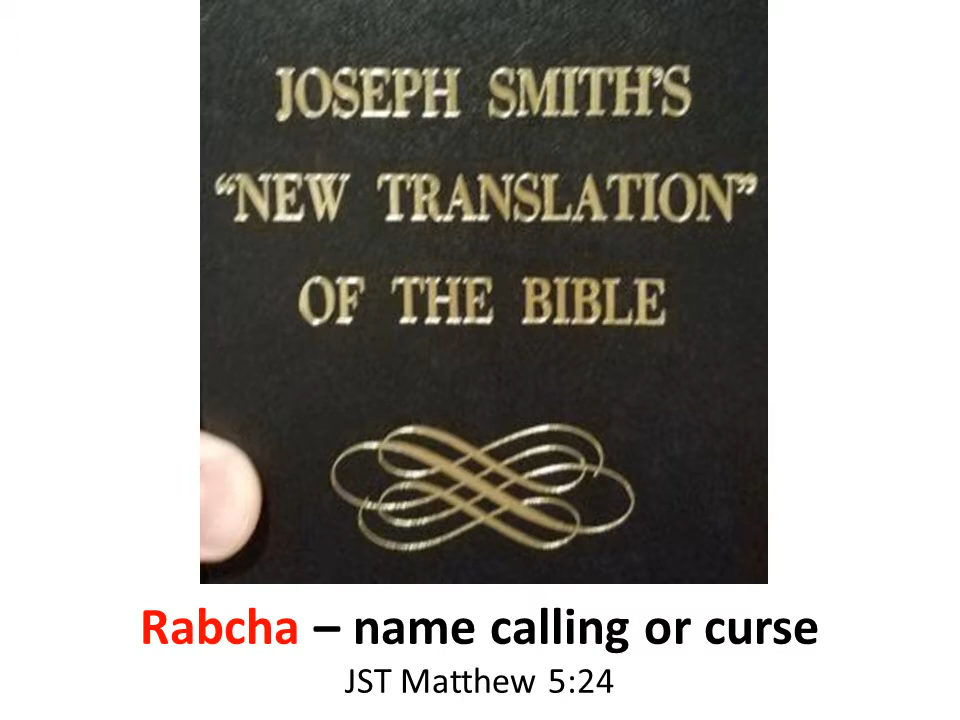 JOSEPH SMITH'S
“NEW TRANSLATION”
OF THE BIBLE
Rabcha – name calling or curse
JST Matthew 5:24